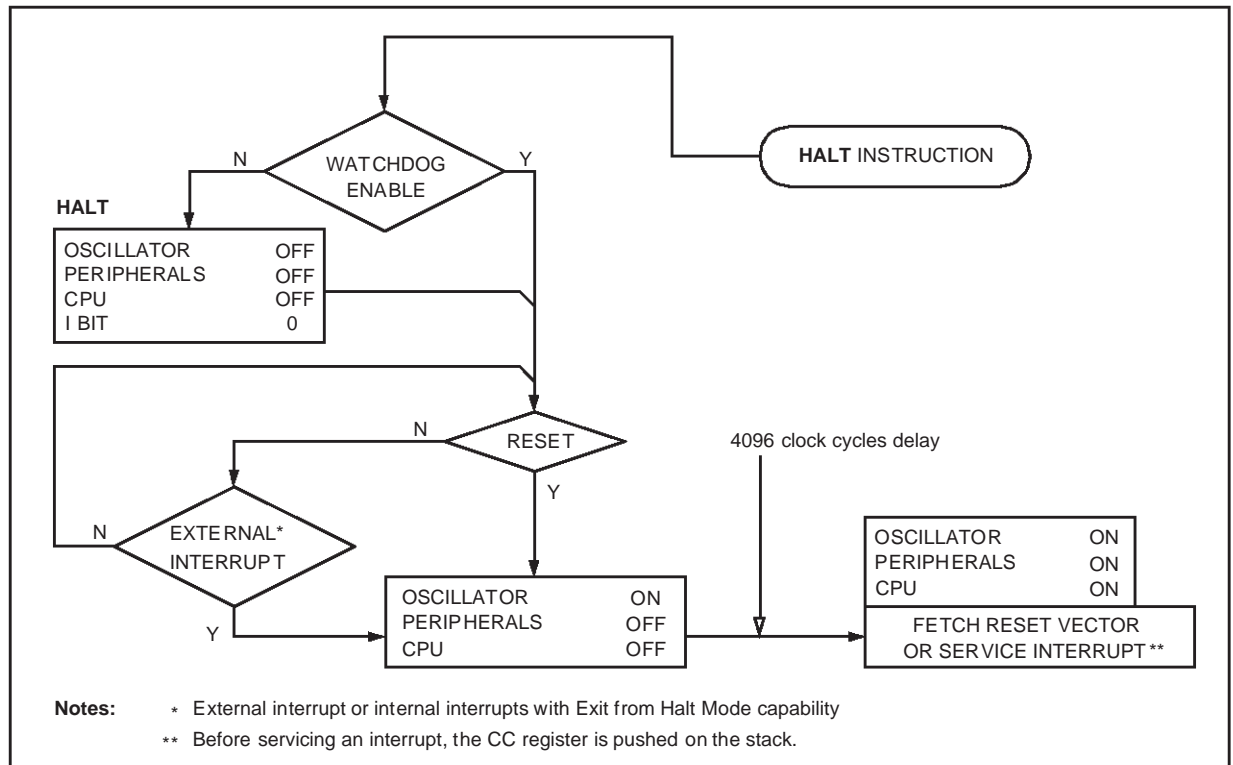 HALT INSTRUCTION
WATCHDOG
ENABLE
N
Y
HALT
OSCILLATOR OFF
PERIPHERALS OFF
CPU OFF
I BIT 0
RESET
N
Y
4096 clock cycles delay
EXTERNAL*
INTERRUPT
N
Y
OSCILLATOR ON
PERIPHERALS OFF
CPU OFF
OSCILLATOR ON
PERIPHERALS ON
CPU ON
FETCH RESET VECTOR
OR SERVICE INTERRUPT**
Notes: * External interrupt or internal interrupts with Exit from Halt Mode capability
** Before servicing an interrupt, the CC register is pushed on the stack.